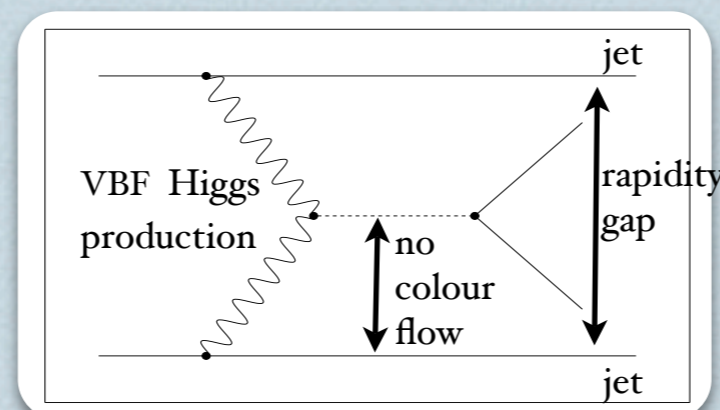 jet
VBF Higgs
production
rapidity
gap
no
colour
flow
jet